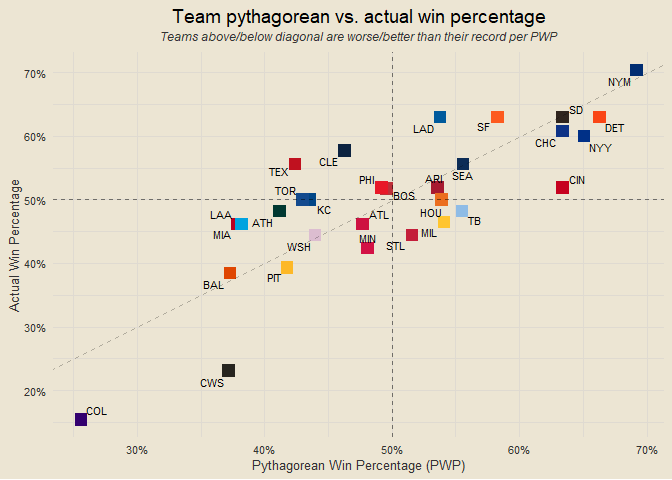 Team pythagorean vs. actual win percentage
Teams above/below diagonal are worse/better than their record per PWP
70%
NYM
SD
LAD
SF
DET
60%
CHC
NYY
CLE
TEX
SEA
PHI
ARI
CIN
TOR
BOS
50%
KC
HOU
LAA
ATH
ATL
TB
MIA
MIN
MIL
WSH
STL
40%
BAL
PIT
30%
CWS
20%
COL
Actual Win Percentage
30%
40%
50%
60%
70%
Pythagorean Win Percentage (PWP)